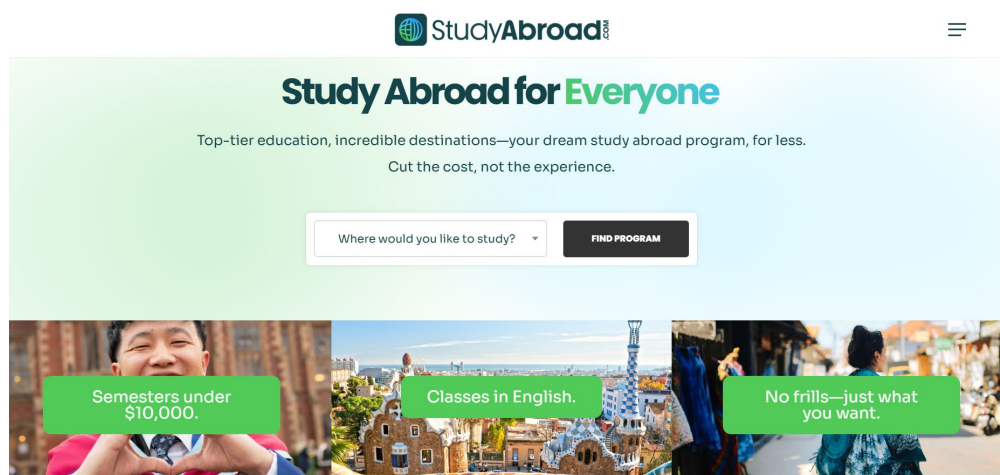 StudyAbroad.COM
Study Abroad for Everyone
Top-tier education, incredible destinations—your dream study abroad program, for less.
Cut the cost, not the experience.
Where would you like to study?
FIND PROGRAM
Semesters under
$10,000.
Classes in English.
No frills—just what
you want.